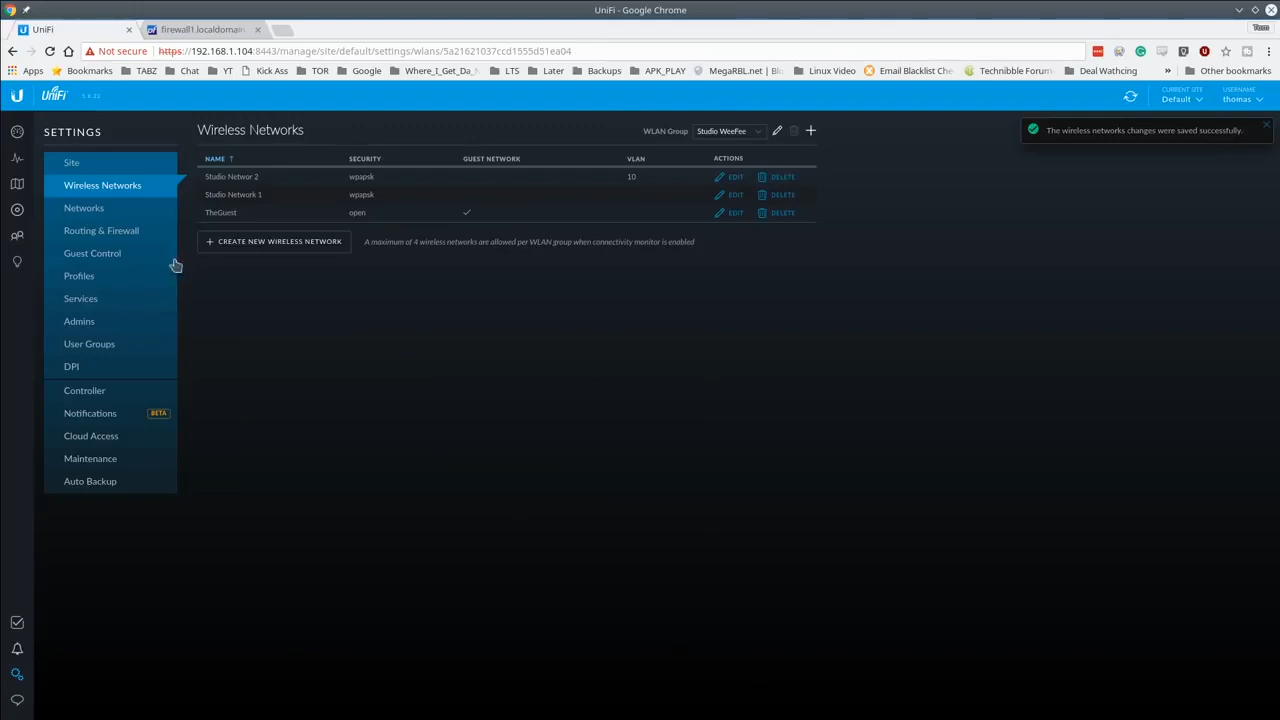 UniFi - Google Chrome
UniFi
firewall1.localdomain
Tom
Not secure https://192.168.1.104:8443/manage/site/default/settings/wlans/5a21621037ccd1555d51ea04
Apps Bookmarks TABZ Chat YT Kick Ass TOR Google Where_I_Get_Da_N LTS Later Backups APK_PLAY MegaRBL.net | Blo Linux Video Email Blacklist Che Technibble Forum Deal Wathcing » Other bookmarks
U UniFi 5.6.22
CURRENT SITE USERNAME
Default thomas
SETTINGS
Site
Wireless Networks
Networks
Routing & Firewall
Guest Control
Profiles
Services
Admins
User Groups
DPI
Controller
Notifications BETA
Cloud Access
Maintenance
Auto Backup
Wireless Networks
WLAN Group Studio WeeFee
The wireless networks changes were saved successfully.
NAME ↑ SECURITY GUEST NETWORK VLAN ACTIONS
Studio Networ 2 wpapsk 10 EDIT DELETE
Studio Network 1 wpapsk EDIT DELETE
TheGuest open EDIT DELETE
+ CREATE NEW WIRELESS NETWORK A maximum of 4 wireless networks are allowed per WLAN group when connectivity monitor is enabled